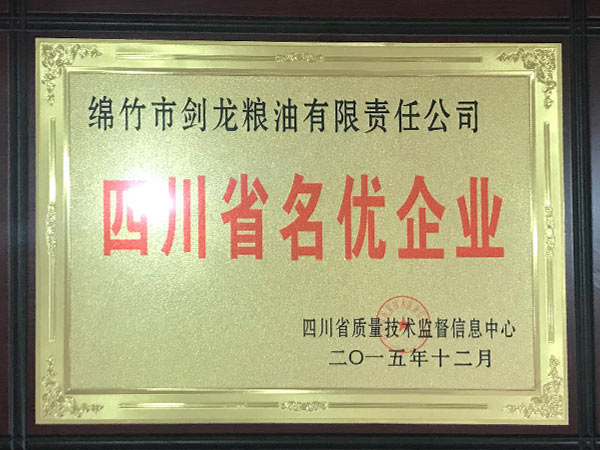 绵竹市剑龙粮油有限责任公司
四川省名优企业
四川省质量技术监督信息中心
二〇一五年十二月